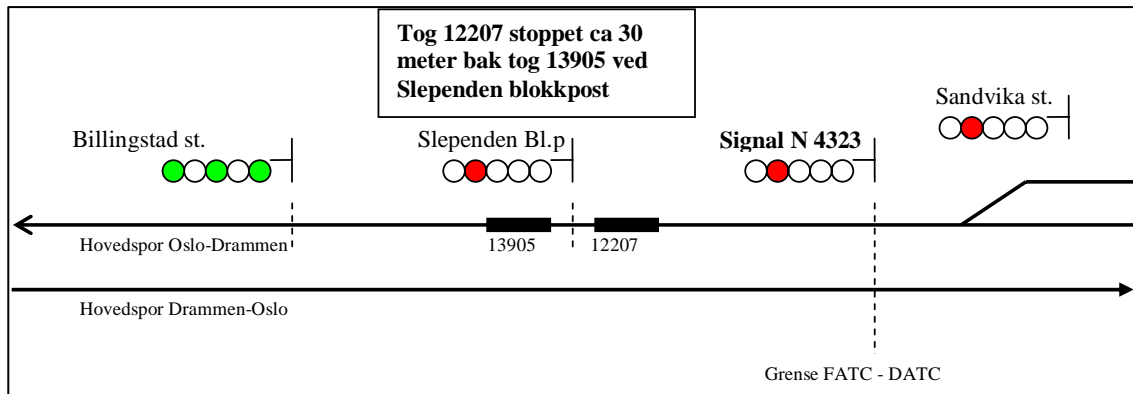 Tog 12207 stoppet ca 30
meter bak tog 13905 ved
Slependen blokkpost
Sandvika st.
Billingstad st.
Slependen Bl.p
Signal N 4323
Hovedspor Oslo-Drammen
13905
12207
Hovedspor Drammen-Oslo
Grense FATC - DATC